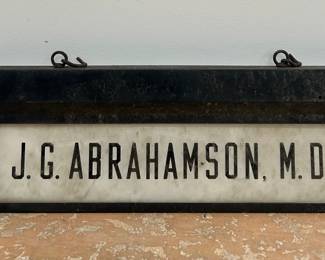 J. G. ABRAHAMSON, M. D